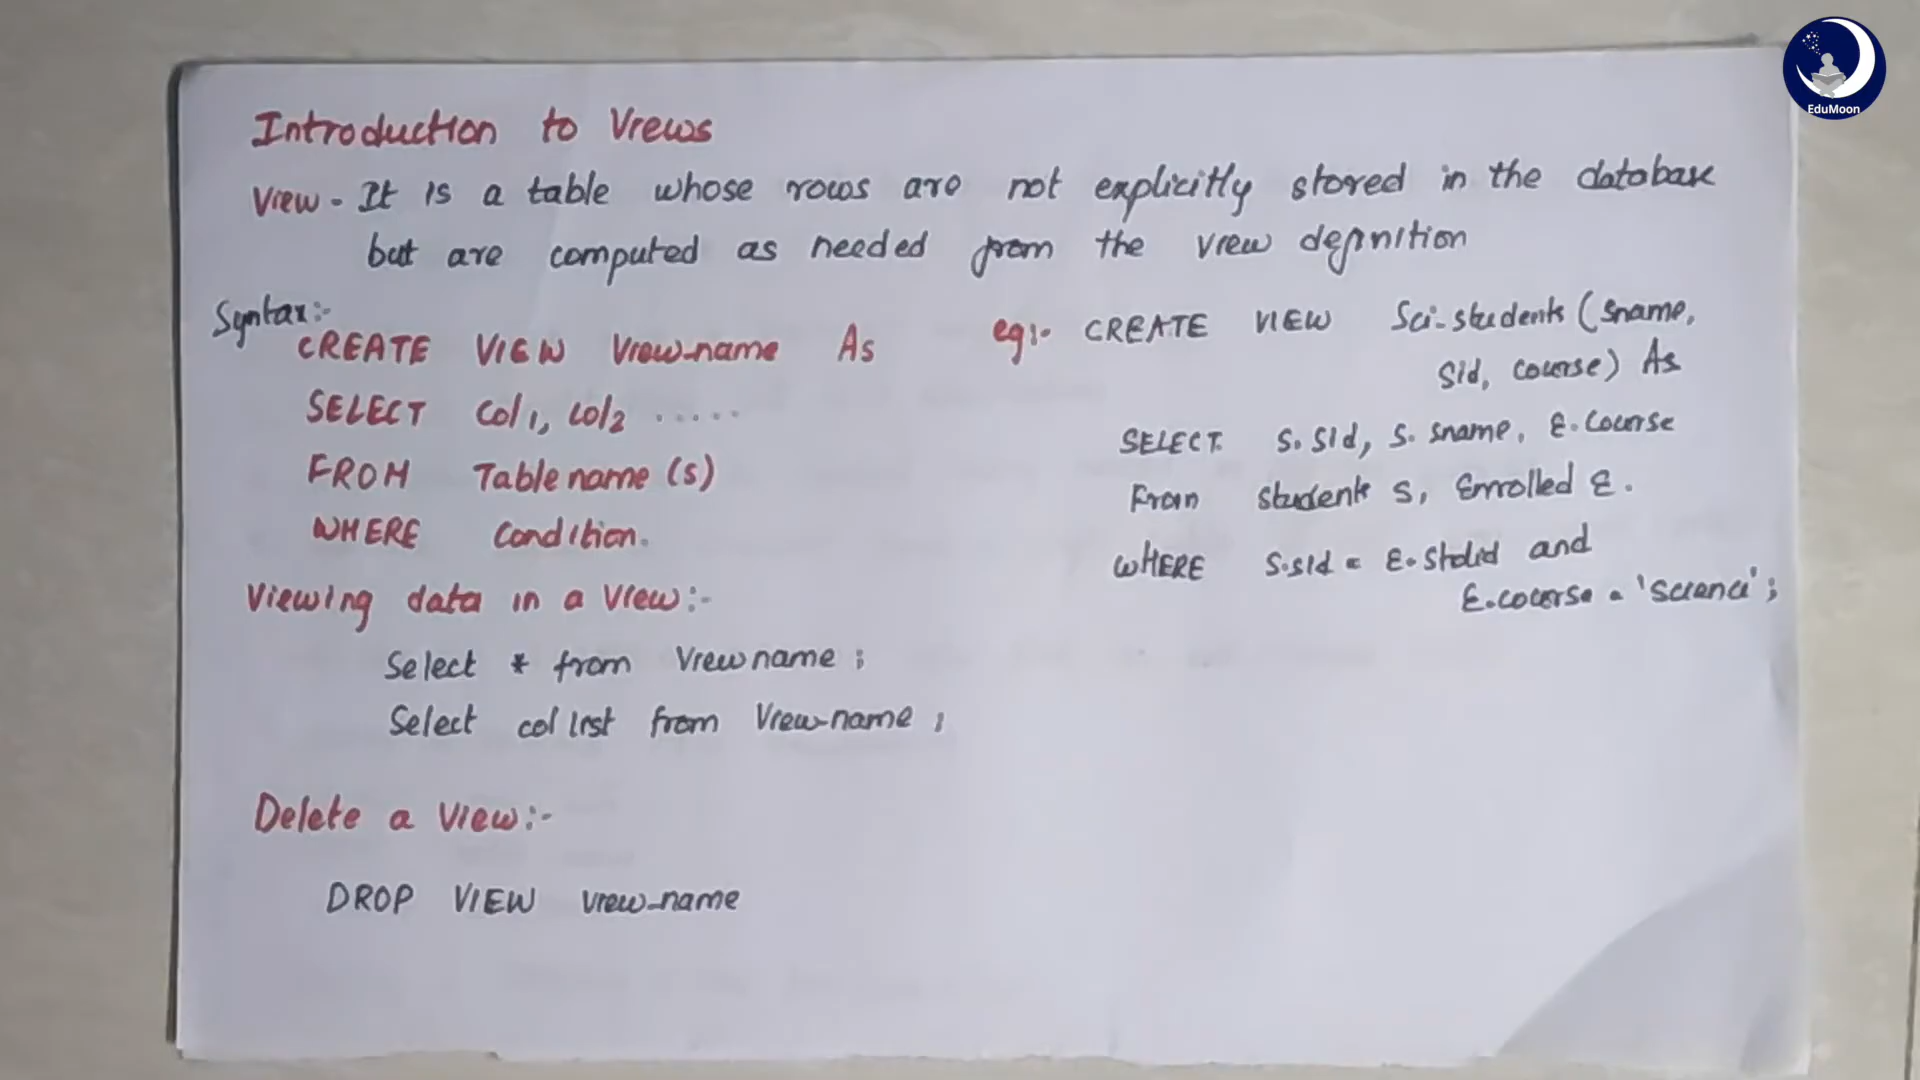 Introduction to Views
View - It is a table whose rows are not explicitly stored in the database
but are computed as needed from the view definition
Syntax:-
CREATE VIEW View-name As
SELECT Col1, Col2 .....
FROM Table name (s)
WHERE Condition.
eg:- CREATE VIEW Sci-students (Sname,
Sid, course) As
SELECT S.Sid, S.sname, E.Course
From students S, Enrolled E.
WHERE S.sid = E.Stdid and
E.course = 'science';
Viewing data in a View:-
Select * from View name ;
Select col list from View-name ;
Delete a View:-
DROP VIEW view-name
EduMoon